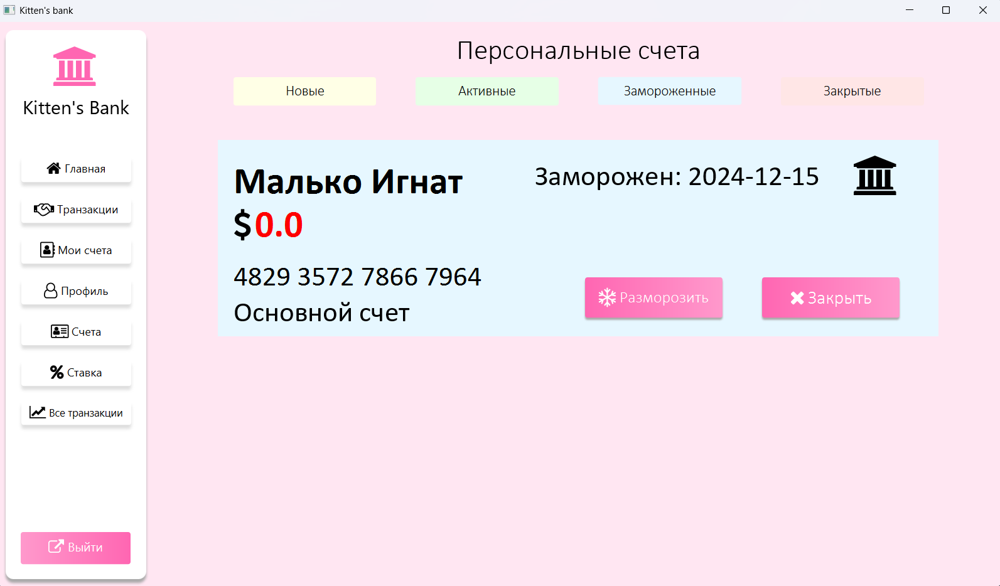 Kitten's bank
Kitten's Bank
Главная
Транзакции
Мои счета
Профиль
Счета
Ставка
Все транзакции
Выйти
Персональные счета
Новые
Активные
Замороженные
Закрытые
Малько Игнат
Заморожен: 2024-12-15
$0.0
4829 3572 7866 7964
Основной счет
Разморозить
Закрыть